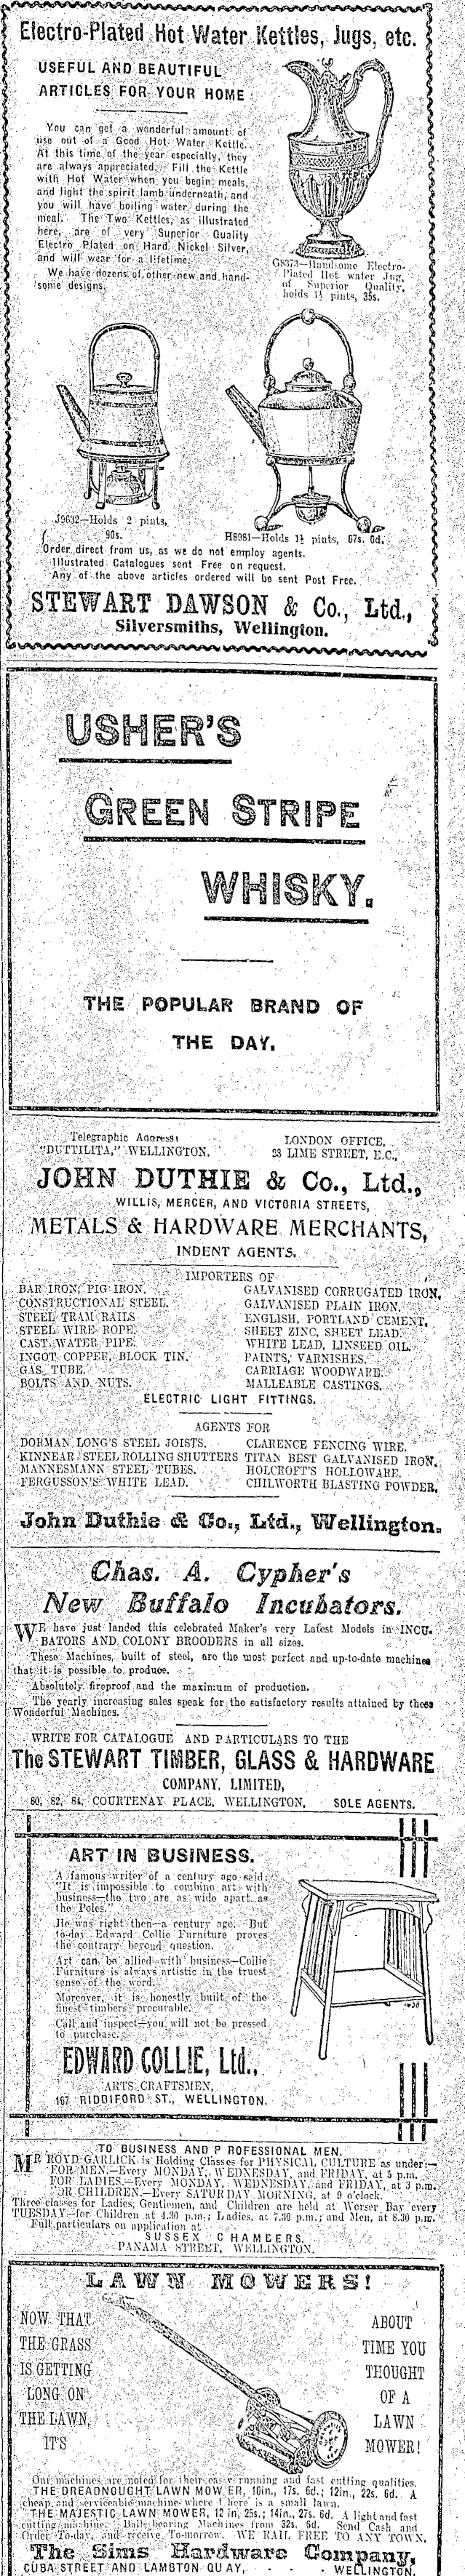 Electro-Plated Hot Water Kettles, Jugs, etc.
USEFUL AND BEAUTIFUL
ARTICLES FOR YOUR HOME
You can get a wonderful amount of
use out of a Good Hot Water Kettle.
At this time of the year especially, they
are always appreciated. Fill the Kettle
with Hot Water when you begin meals,
and light the spirit lamb underneath, and
you will have boiling water during the
meal. The Two Kettles, as illustrated
here, are of very Superior Quality
Electro Plated on Hard Nickel Silver,
and will wear for a lifetime.
We have dozens of other new and hand-
some designs.
G8373—Handsome Electro-
Plated Hot water Jug,
of Superior Quality,
holds 1½ pints, 35s.
J9632—Holds 2 pints,
90s.
H8981—Holds 1½ pints, 67s. 6d.
Order direct from us, as we do not employ agents.
Illustrated Catalogues sent Free on request.
Any of the above articles ordered will be sent Post Free.
STEWART DAWSON & Co., Ltd.,
Silversmiths, Wellington.
USHER'S
GREEN STRIPE
WHISKY.
THE POPULAR BRAND OF
THE DAY.
Telegraphic Address:
"DUTTILITA," WELLINGTON.
LONDON OFFICE,
23 LIME STREET, E.C.,
JOHN DUTHIE & Co., Ltd.,
WILLIS, MERCER, AND VICTORIA STREETS,
METALS & HARDWARE MERCHANTS,
INDENT AGENTS.
IMPORTERS OF
BAR IRON, PIG IRON. GALVANISED CORRUGATED IRON.
CONSTRUCTIONAL STEEL. GALVANISED PLAIN IRON.
STEEL TRAM RAILS ENGLISH, PORTLAND CEMENT,
STEEL WIRE ROPE. SHEET ZINC, SHEET LEAD.
CAST WATER PIPE. WHITE LEAD, LINSEED OIL.
INGOT COPPER, BLOCK TIN. PAINTS, VARNISHES.
GAS TUBE. CARRIAGE WOODWARE.
BOLTS AND NUTS. MALLEABLE CASTINGS.
ELECTRIC LIGHT FITTINGS.
AGENTS FOR
DORMAN LONG'S STEEL JOISTS. CLARENCE FENCING WIRE.
KINNEAR STEEL ROLLING SHUTTERS TITAN BEST GALVANISED IRON.
MANNESMANN STEEL TUBES. HOLCROFT'S HOLLOWARE.
FERGUSSON'S WHITE LEAD. CHILWORTH BLASTING POWDER.
John Duthie & Co., Ltd., Wellington.
Chas. A. Cypher's
New Buffalo Incubators.
WE have just landed this celebrated Maker's very Latest Models in INCU-
BATORS AND COLONY BROODERS in all sizes.
These Machines, built of steel, are the most perfect and up-to-date machines
that it is possible to produce.
Absolutely fireproof and the maximum of production.
The yearly increasing sales speak for the satisfactory results attained by these
Wonderful Machines.
WRITE FOR CATALOGUE AND PARTICULARS TO THE
The STEWART TIMBER, GLASS & HARDWARE
COMPANY, LIMITED,
80, 82, 84, COURTENAY PLACE, WELLINGTON, SOLE AGENTS.
ART IN BUSINESS.
A famous writer of a century ago said:
"It is impossible to combine art with
business—the two are as wide apart as
the Poles."
He was right then—a century ago. But
to-day Edward Collie Furniture proves
the contrary beyond question.
Art can be allied with business—Collie
Furniture is always artistic in the truest
sense of the word.
Moreover, it is honestly built of the
finest timbers procurable.
Call and inspect—you will not be pressed
to purchase.
EDWARD COLLIE, Ltd.,
ARTS CRAFTSMEN,
167 RIDDIFORD ST., WELLINGTON.
TO BUSINESS AND P ROFESSIONAL MEN.
MR ROYD GARLICK is Holding Classes for PHYSICAL CULTURE as under:—
FOR MEN.—Every MONDAY, WEDNESDAY, and FRIDAY, at 5 p.m.
FOR LADIES.—Every MONDAY, WEDNESDAY, and FRIDAY, at 3 p.m.
OR CHILDREN.—Every SATURDAY MORNING, at 9 o'clock.
Three classes for Ladies, Gentlemen, and Children are held at Worser Bay every
TUESDAY—for Children at 4.30 p.m.; Ladies, at 7.30 p.m.; and Men, at 8.30 p.m.
Full particulars on application at
SUSSEX CHAMBERS.
PANAMA STREET, WELLINGTON.
LAWN MOWERS!
NOW THAT
THE GRASS
IS GETTING
LONG ON
THE LAWN,
IT'S
ABOUT
TIME YOU
THOUGHT
OF A
LAWN
MOWER!
Our machines are noted for their easy running and fast cutting qualities.
THE DREADNOUGHT LAWN MOW ER, 10in., 17s. 6d.; 12in., 22s. 6d. A
cheap and serviceable machine where there is a small lawn.
THE MAJESTIC LAWN MOWER, 12 in, 25s.; 14in., 27s. 6d. A light and fast
cutting machine. Ball bearing Machines from 32s. 6d. Send Cash and
Order To-day, and receive To-morrow. WE RAIL FREE TO ANY TOWN.
The Sims Hardware Company,
CUBA STREET AND LAMBTON QUAY, - - - WELLINGTON.